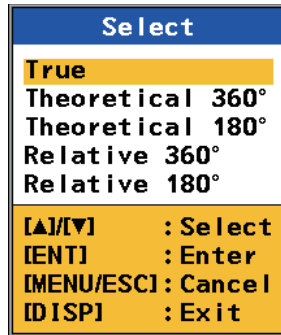 Select
True
Theoretical 360°
Theoretical 180°
Relative 360°
Relative 180°
[▲]/[▼] :Select
[ENT] :Enter
[MENU/ESC]:Cancel
[DISP] :Exit